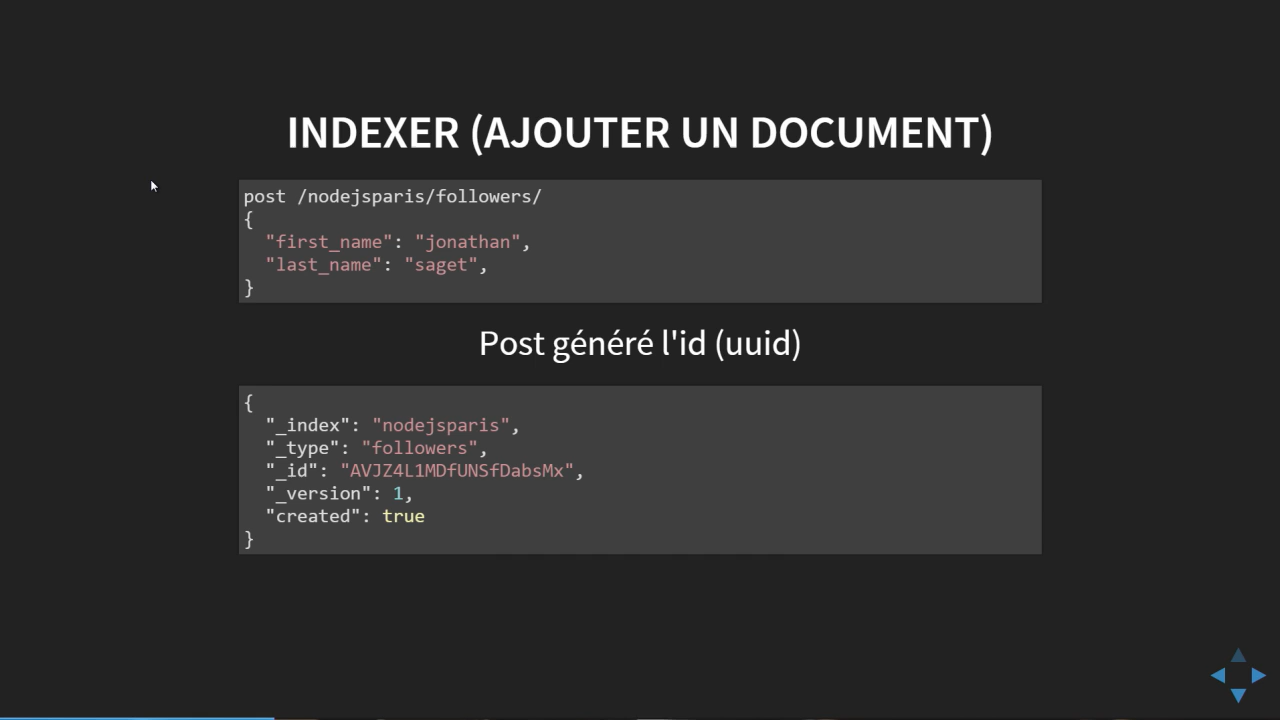 INDEXER (AJOUTER UN DOCUMENT)
post /nodejsparis/followers/
{
  "first_name": "jonathan",
  "last_name": "saget",
}
Post généré l'id (uuid)
{
  "_index": "nodejsparis",
  "_type": "followers",
  "_id": "AVJZ4L1MDfUNSfDabsMx",
  "_version": 1,
  "created": true
}